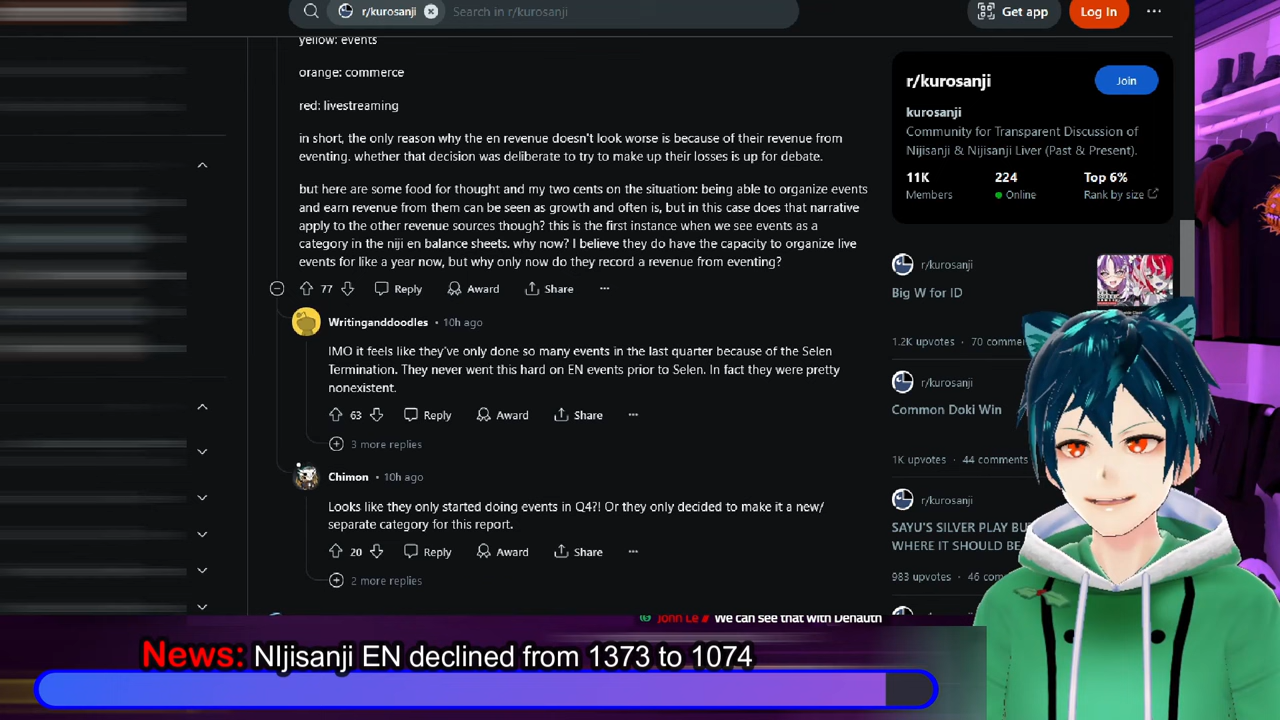 r/kurosanji
Search in r/kurosanji
Get app
Log In
yellow: events
orange: commerce
red: livestreaming
in short, the only reason why the en revenue doesn't look worse is because of their revenue from
eventing. whether that decision was deliberate to try to make up their losses is up for debate.
but here are some food for thought and my two cents on the situation: being able to organize events
and earn revenue from them can be seen as growth and often is, but in this case does that narrative
apply to the other revenue sources though? this is the first instance when we see events as a
category in the niji en balance sheets. why now? I believe they do have the capacity to organize live
events for like a year now, but why only now do they record a revenue from eventing?
77 Reply Award Share
Writinganddoodles • 10h ago
IMO it feels like they've only done so many events in the last quarter because of the Selen
Termination. They never went this hard on EN events prior to Selen. In fact they were pretty
nonexistent.
63 Reply Award Share
3 more replies
Chimon • 10h ago
Looks like they only started doing events in Q4?! Or they only decided to make it a new/
separate category for this report.
20 Reply Award Share
2 more replies
r/kurosanji
Join
kurosanji
Community for Transparent Discussion of
Nijisanji & Nijisanji Liver (Past & Present).
11K 224 Top 6%
Members Online Rank by size
r/kurosanji
Big W for ID
1.2K upvotes • 70
r/kurosanji
Common Doki Win
1K upvotes • 44 comments
r/kurosanji
SAYU'S SILVER PLAY
WHERE IT SHOULD BE
983 upvotes • 46
John Le // We can see that with Denauth
News: NIjisanji EN declined from 1373 to 1074